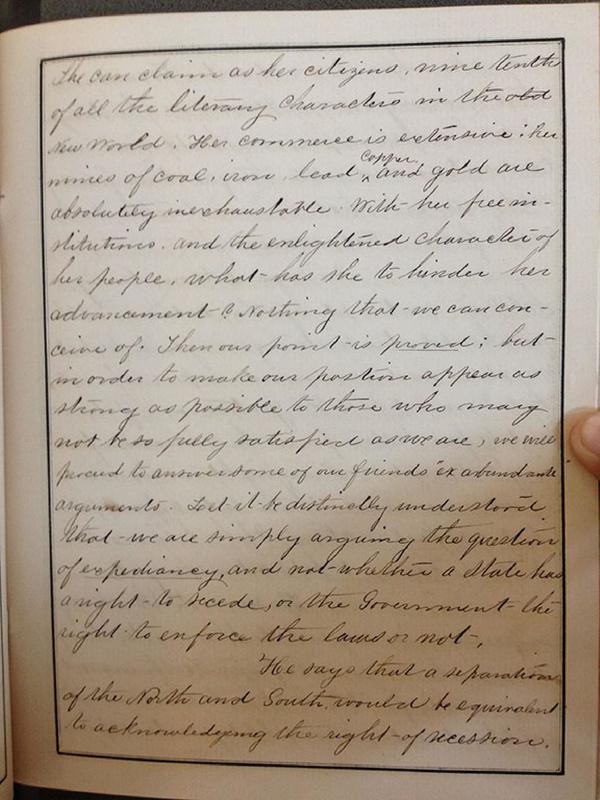 She can claim as her citizens, nine tenth
of all the literary characters in the old
New World. Her commerce is extensive; her
mines of coal, iron, lead ^copper and gold are
absolutely inexhaustable. With her free in-
stitutions, and the enlightened character of
her people, what has she to hinder her
advancement? Nothing that we can con-
ceive of. Then our point is proved; but
in order to make our postion appear as
strong as possible to those who may
not be so fully satisfied as we are, we will
proceed to answer some of our friends "ex abundante"
arguments. Let it be distinctly understood
that we are simply arguing the question
of expediancy, and not whether a State has
a right to secede, or the Government the
right to enforce the laws or not.
He says that a separation
of the North and South, would be equivalent
to acknowledgeing the right of secession.